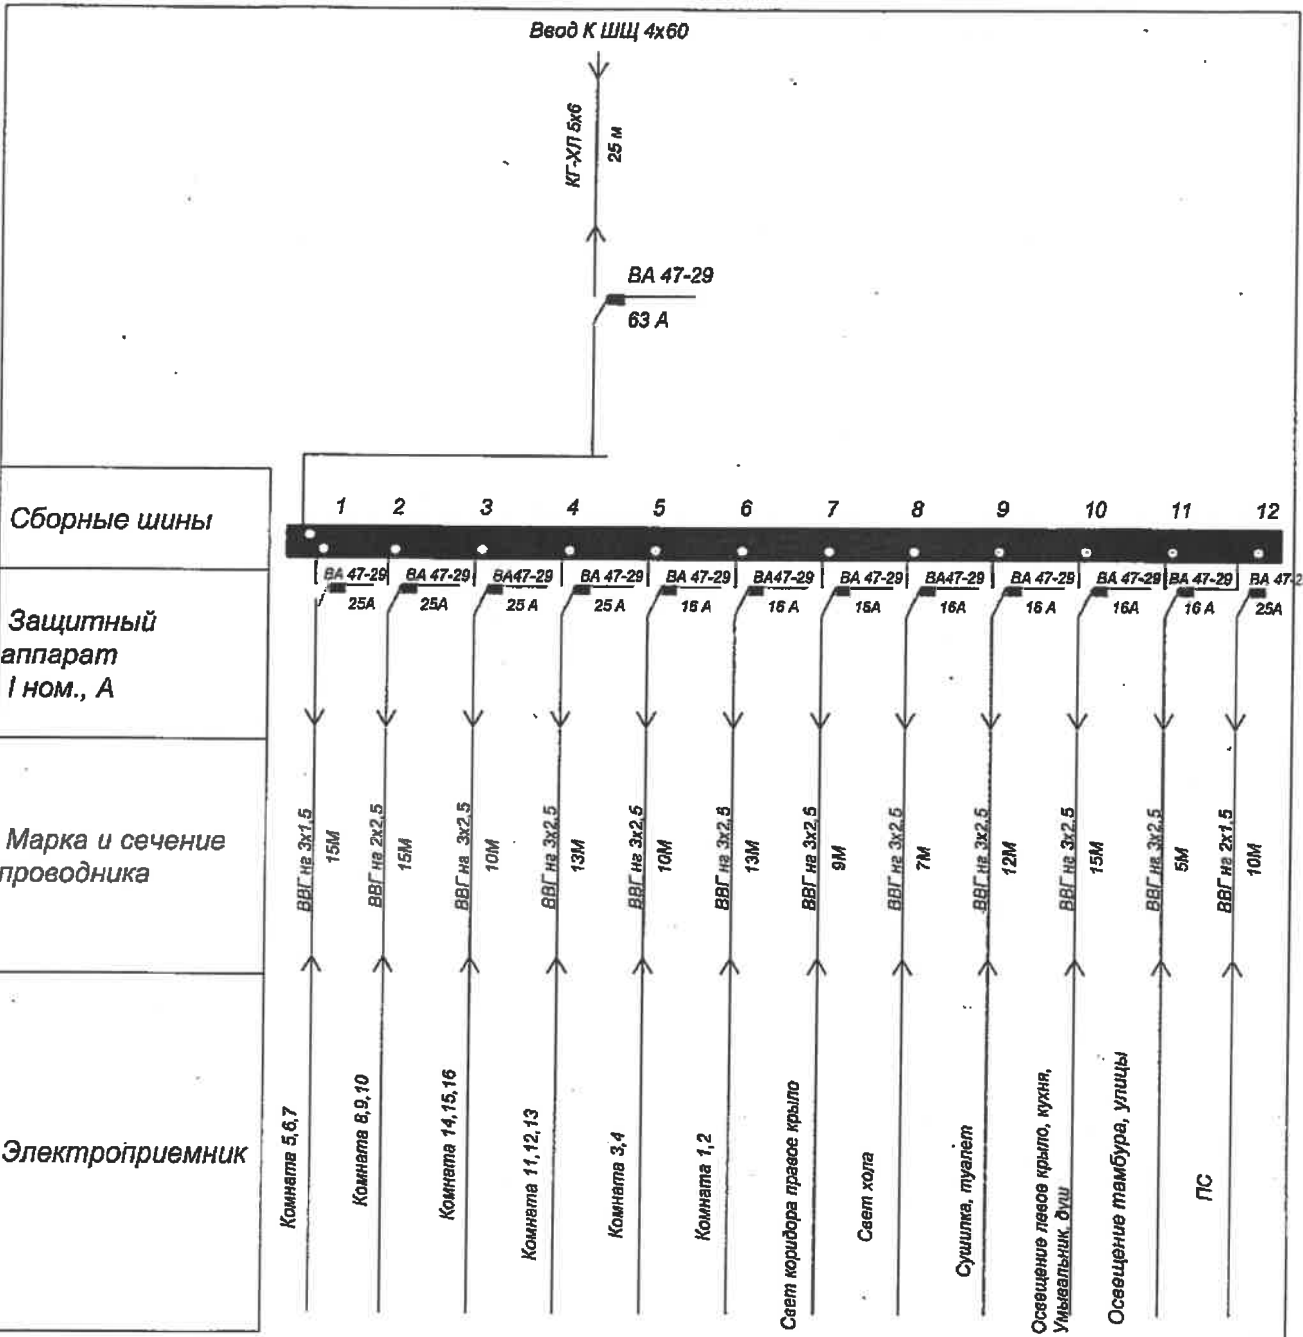 Ввод К ШЩ 4х60
КГ-ХЛ 5х6
25 м
ВА 47-29
63 А
Сборные шины
1 2 3 4 5 6 7 8 9 10 11 12
Защитный
аппарат
I ном., А
ВА 47-29 ВА 47-29 ВА47-29 ВА 47-29 ВА 47-29 ВА47-29 ВА 47-29 ВА47-29 ВА 47-29 ВА 47-29 ВА 47-29 ВА 47-2
25А 25А 25 А 25 А 16 А 16 А 16А 16А 16 А 16А 16 А 25А
Марка и сечение
проводника
ВВГ нг 3х1,5
15М
ВВГ нг 2х2,5
15М
ВВГ нг 3х2,5
10М
ВВГ нг 3х2,5
13М
ВВГ нг 3х2,5
10М
ВВГ нг 3х2,5
13М
ВВГ нг 3х2,5
9М
ВВГ нг 3х2,5
7М
ВВГ нг 3х2,5
12М
ВВГ нг 3х2,5
15М
ВВГ нг 3х2,5
5М
ВВГ нг 2х1,5
10М
Электроприемник
Комната 5,6,7
Комната 8,9,10
Комната 14,15,16
Комната 11,12,13
Комната 3,4
Комната 1,2
Свет коридора правое крыло
Свет хола
Сушилка, туалет
Освещение левое крыло, кухня,
Умывальник, душ
Освещение тамбура, улицы
ПС